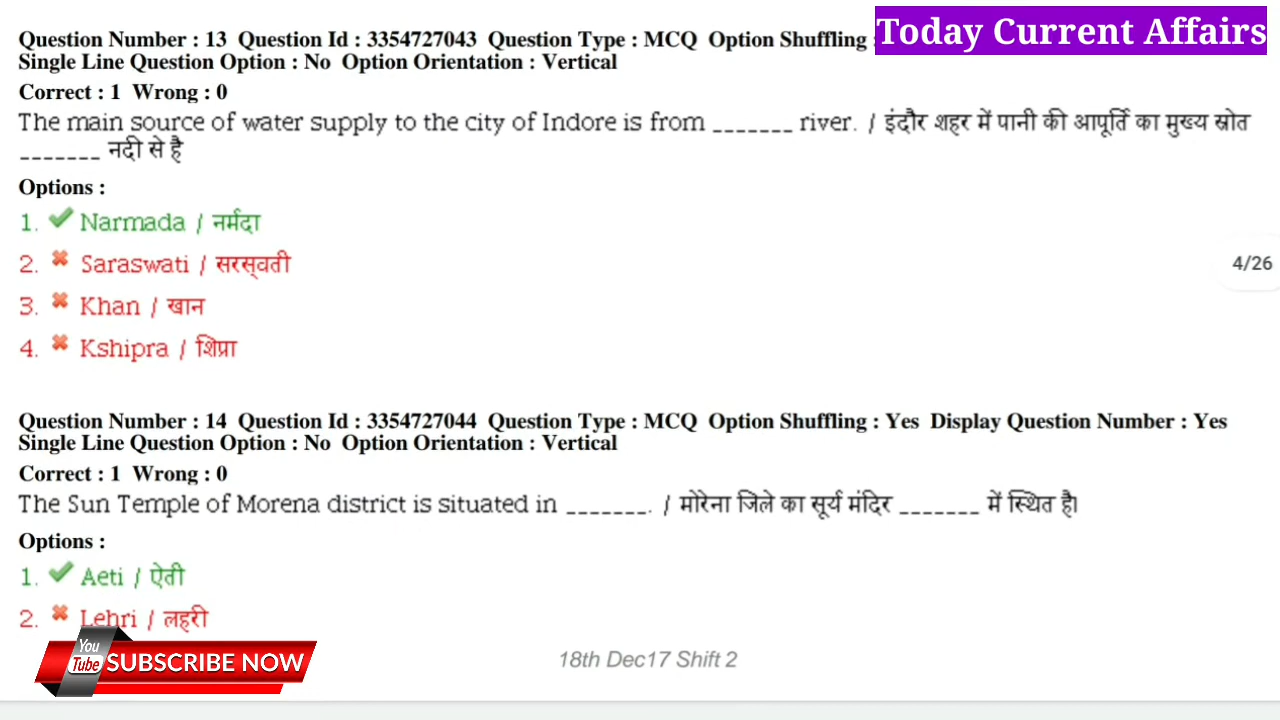 Today Current Affairs
Question Number : 13 Question Id : 3354727043 Question Type : MCQ Option Shuffling :
Single Line Question Option : No Option Orientation : Vertical
Correct : 1 Wrong : 0
The main source of water supply to the city of Indore is from _______ river. / इंदौर शहर में पानी की आपूर्ति का मुख्य स्रोत
_______ नदी से है
Options :
1. Narmada / नर्मदा
2. Saraswati / सरस्वती
3. Khan / खान
4. Kshipra / शिप्रा
4/26
Question Number : 14 Question Id : 3354727044 Question Type : MCQ Option Shuffling : Yes Display Question Number : Yes
Single Line Question Option : No Option Orientation : Vertical
Correct : 1 Wrong : 0
The Sun Temple of Morena district is situated in _______. / मोरेना जिले का सूर्य मंदिर _______ में स्थित है।
Options :
1. Aeti / ऐती
2. Lehri / लहरी
You Tube SUBSCRIBE NOW
18th Dec17 Shift 2